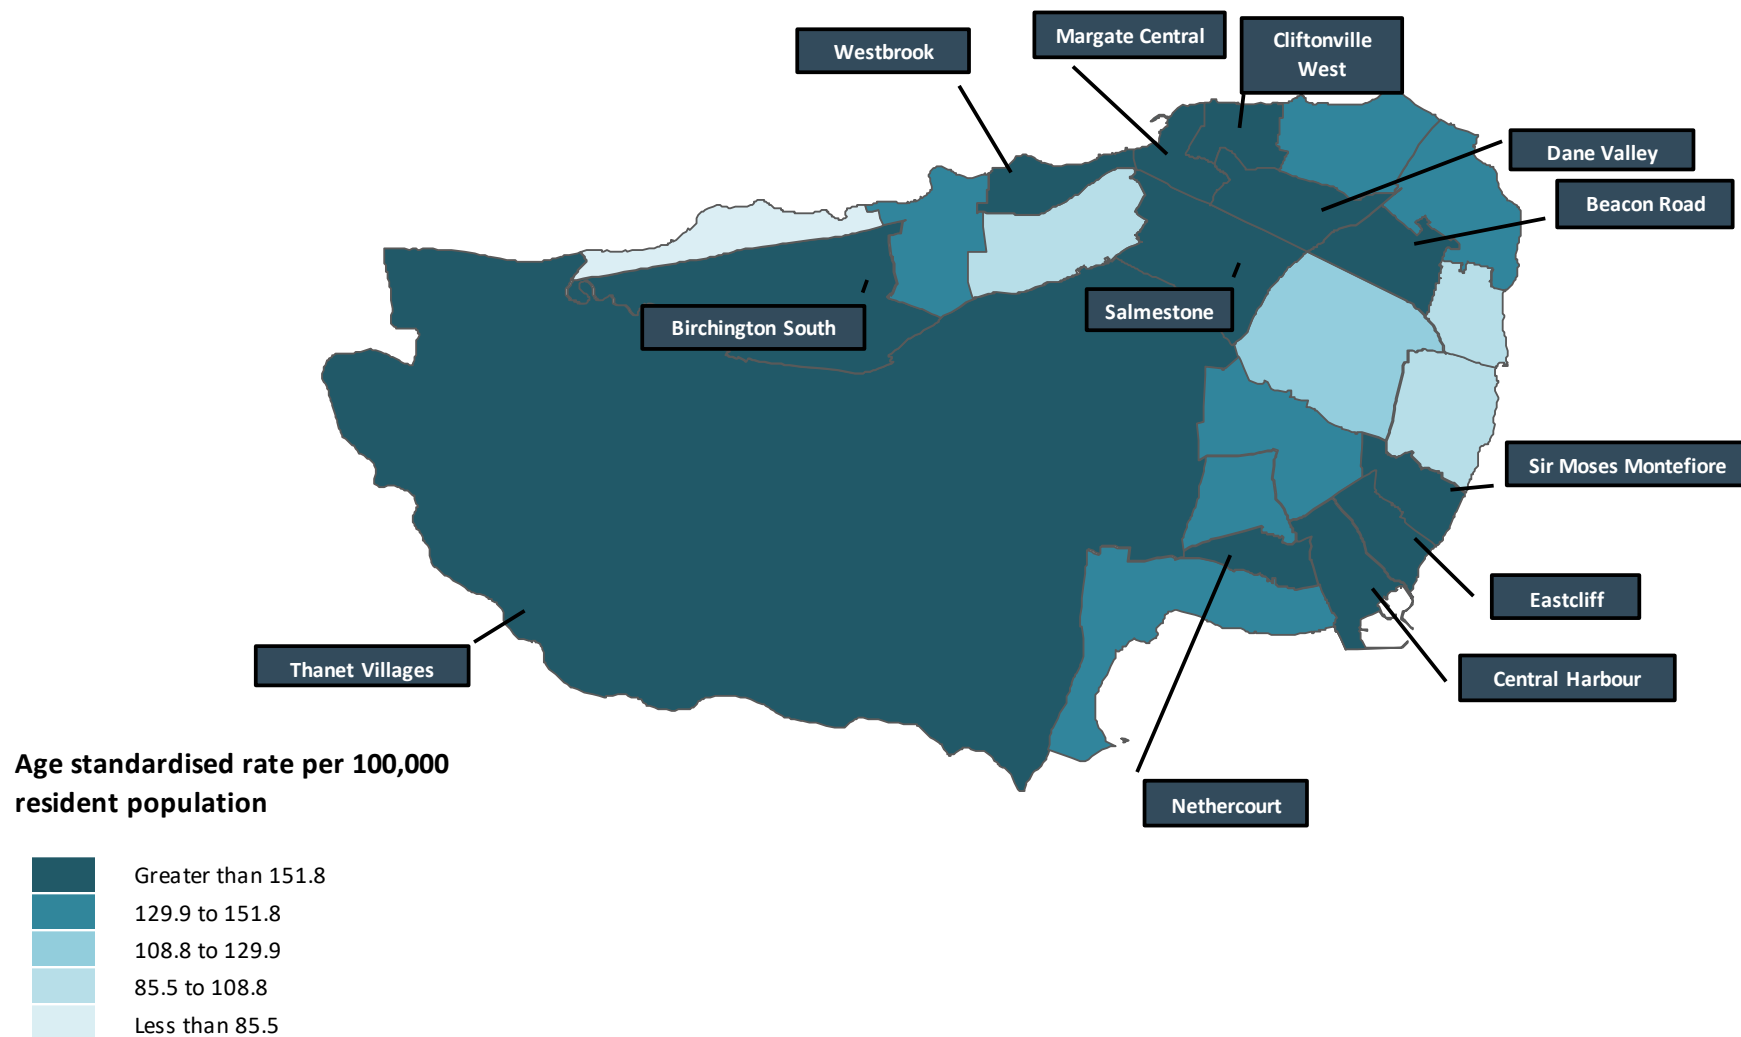 Margate Central
Cliftonville
West
Westbrook
Dane Valley
Beacon Road
Salmestone
Birchington South
Sir Moses Montefiore
Eastcliff
Thanet Villages
Central Harbour
Nethercourt
Age standardised rate per 100,000
resident population
Greater than 151.8
129.9 to 151.8
108.8 to 129.9
85.5 to 108.8
Less than 85.5